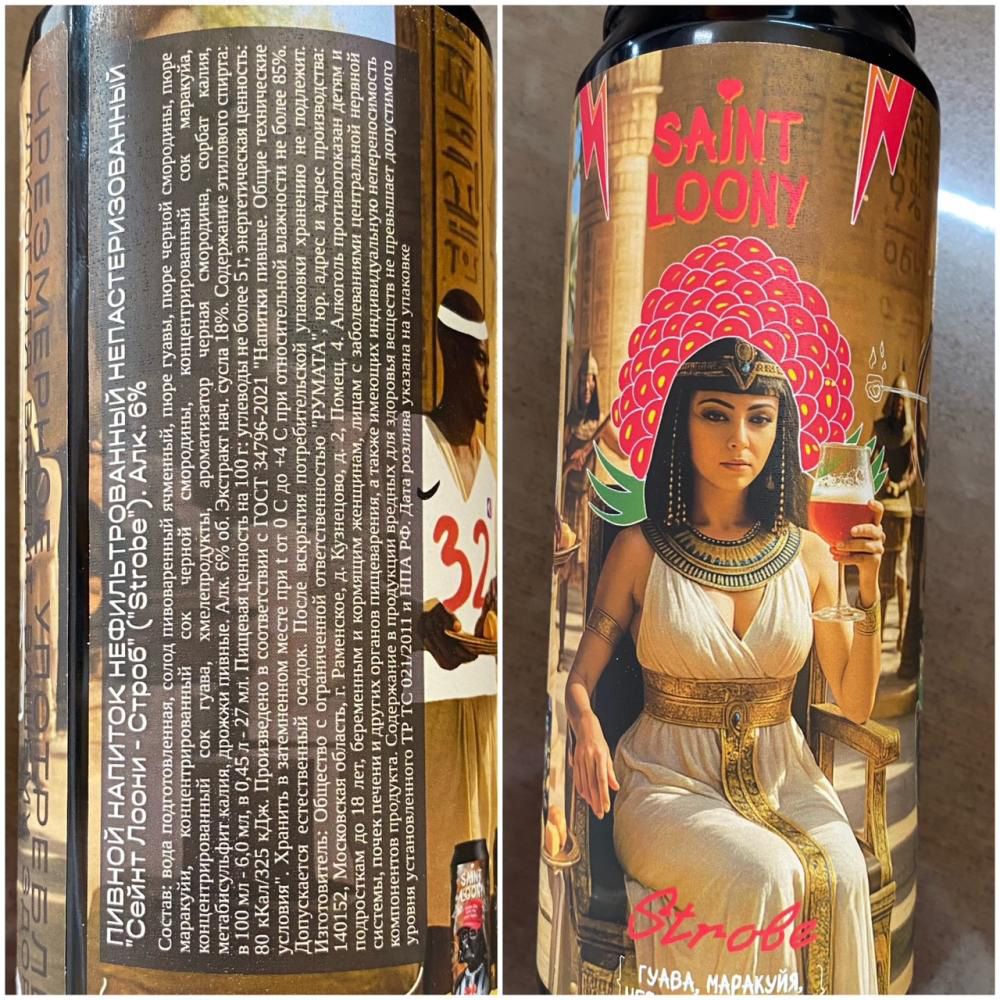 ПИВНОЙ НАПИТОК НЕФИЛЬТРОВАННЫЙ НЕПАСТЕРИЗОВАННЫЙ
"Сейнт Лоони - Строб" ("Strobe"). Алк. 6%
Состав: вода подготовленная, солод пивоваренный ячменный, пюре гуавы, пюре черной смородины, пюре
маракуйи, концентрированный сок черной смородины, концентрированный сок маракуйя,
концентрированный сок гуава, хмелепродукты, ароматизатор черная смородина, сорбат калия,
метабисульфит калия, дрожжи пивные. Алк. 6% об. Экстракт нач. сусла 18%. Содержание этилового спирта:
в 100 мл - 6,0 мл, в 0,45 л - 27 мл. Пищевая ценность на 100 г: углеводы не более 5 г, энергетическая ценность:
80 кКал/325 кДж. Произведено в соответствии с ГОСТ 34796-2021 "Напитки пивные. Общие технические
условия". Хранить в затемненном месте при t от 0 С до +4 С при относительной влажности не более 85%.
Допускается естественный осадок. После вскрытия потребительской упаковки хранению не подлежит.
Изготовитель: Общество с ограниченной ответственностью "РУМАТА", юр. адрес и адрес производства:
140152, Московская область, г. Раменское, д. Кузнецово, д. 2, Помещ. 4. Алкоголь противопоказан детям и
подросткам до 18 лет, беременным и кормящим женщинам, лицам с заболеваниями центральной нервной
системы, почек печени и других органов пищеварения, а также имеющих индивидуальную непереносимость
компонентов продукта. Содержание в продукции вредных для здоровья веществ не превышает допустимого
уровня установленного ТР ТС 021/2011 и НПА РФ. Дата розлива указана на упаковке
ЧРЕЗМЕРНОЕ УПОТРЕБЛ
32
SAINT
LOONY
SAINT
LOONY
Strobe
ГУАВА, МАРАКУЙЯ,